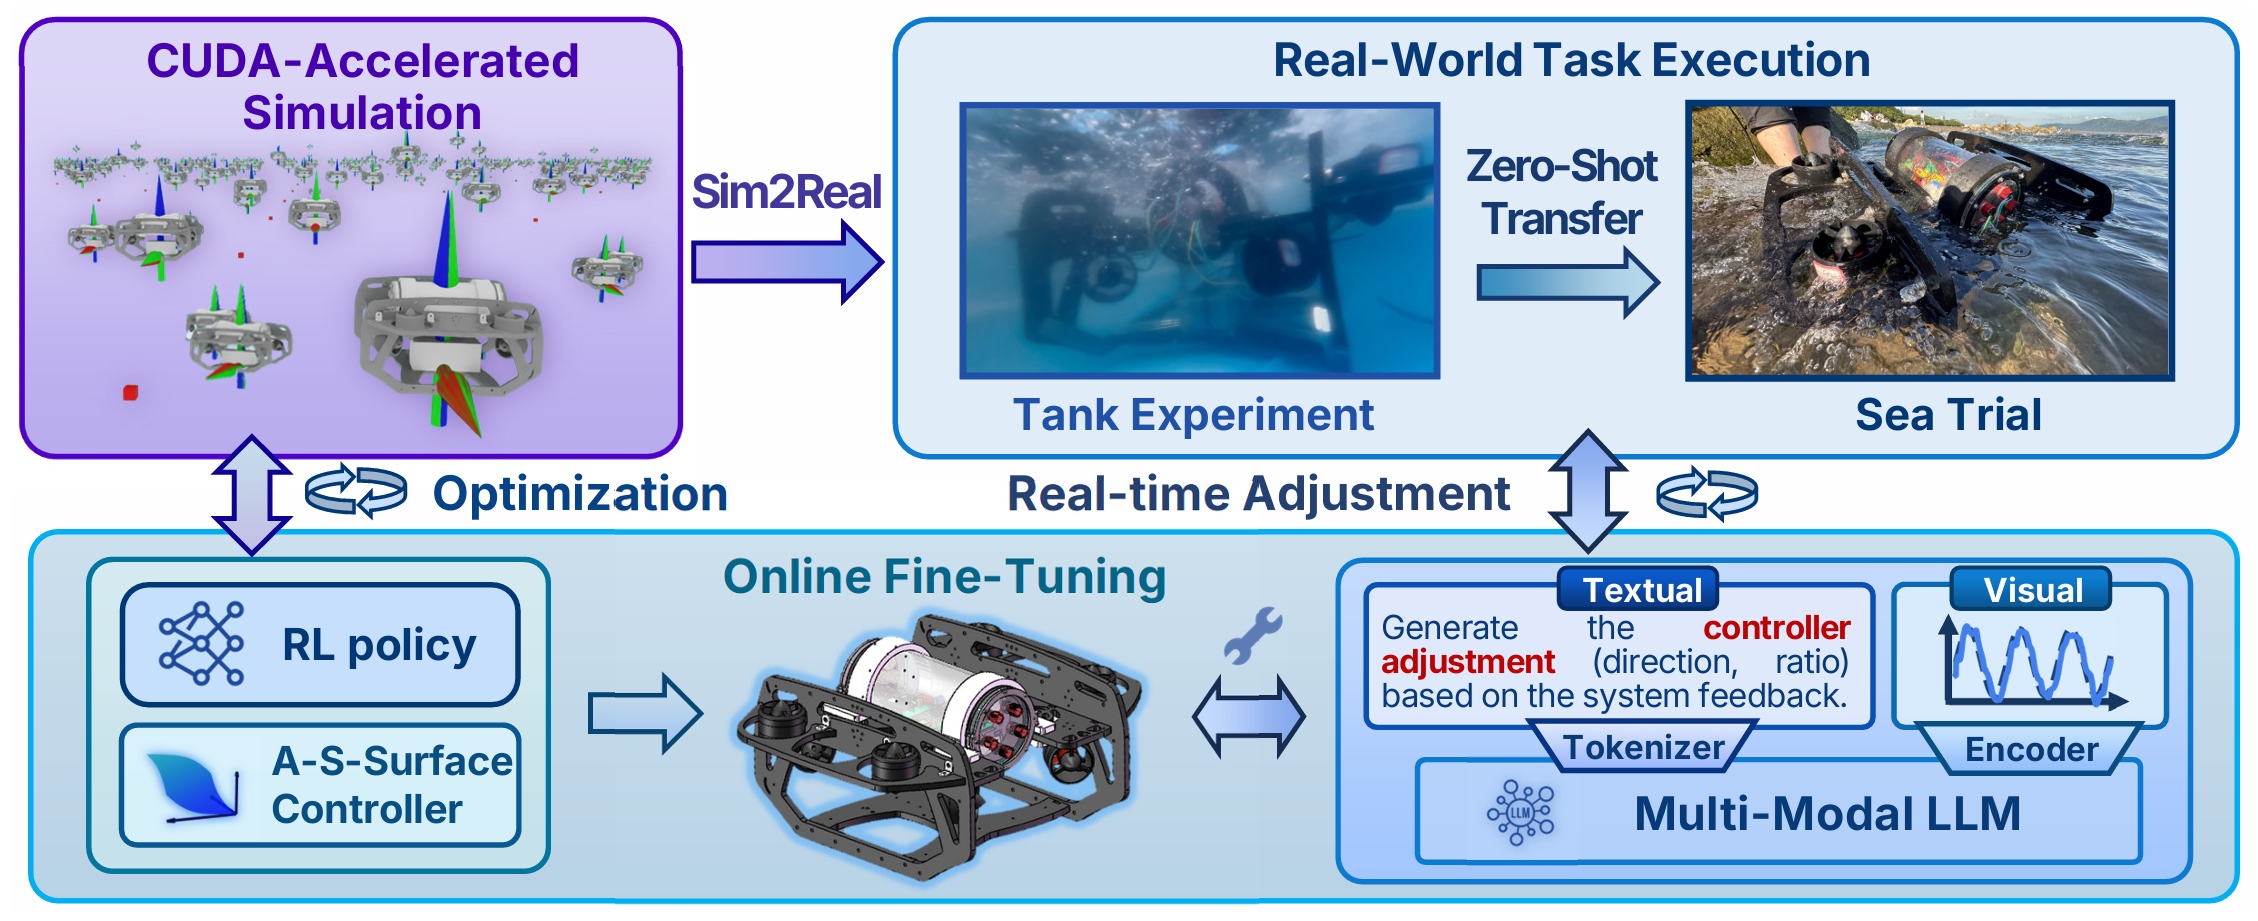 CUDA-Accelerated
Simulation
Sim2Real
Real-World Task Execution
Zero-Shot
Transfer
Tank Experiment
Sea Trial
Optimization
Real-time Adjustment
Online Fine-Tuning
RL policy
A-S-Surface
Controller
Textual
Generate the controller
adjustment (direction, ratio)
based on the system feedback.
Tokenizer
Visual
Encoder
LLM
Multi-Modal LLM